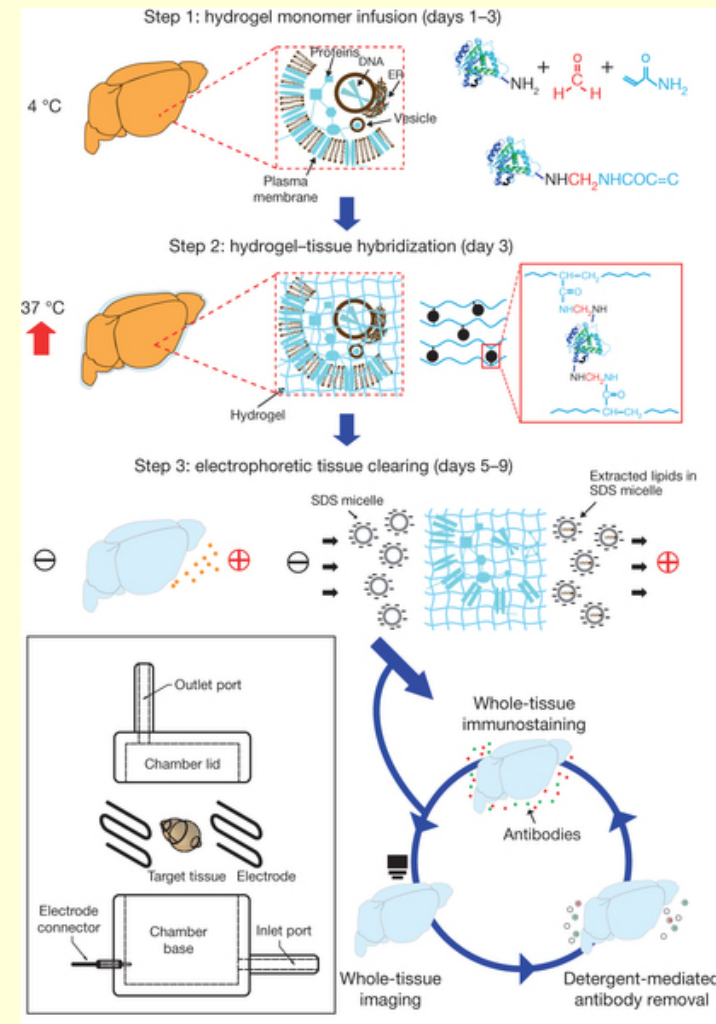 Step 1: hydrogel monomer infusion (days 1–3)
4 °C
Proteins
DNA
ER
Vesicle
Plasma
membrane
NH2
+
O
H H
+
O
NH2
NHCH2NHCOC=C
Step 2: hydrogel–tissue hybridization (day 3)
37 °C
Hydrogel
CH–CH2
C=O
NHCH2NH
NHCH2NH
C=O
CH–CH2
Step 3: electrophoretic tissue clearing (days 5–9)
SDS micelle
Extracted lipids in
SDS micelle
Outlet port
Chamber lid
Target tissue
Electrode
Electrode
connector
Chamber
base
Inlet port
Whole-tissue
immunostaining
Antibodies
Whole-tissue
imaging
Detergent-mediated
antibody removal